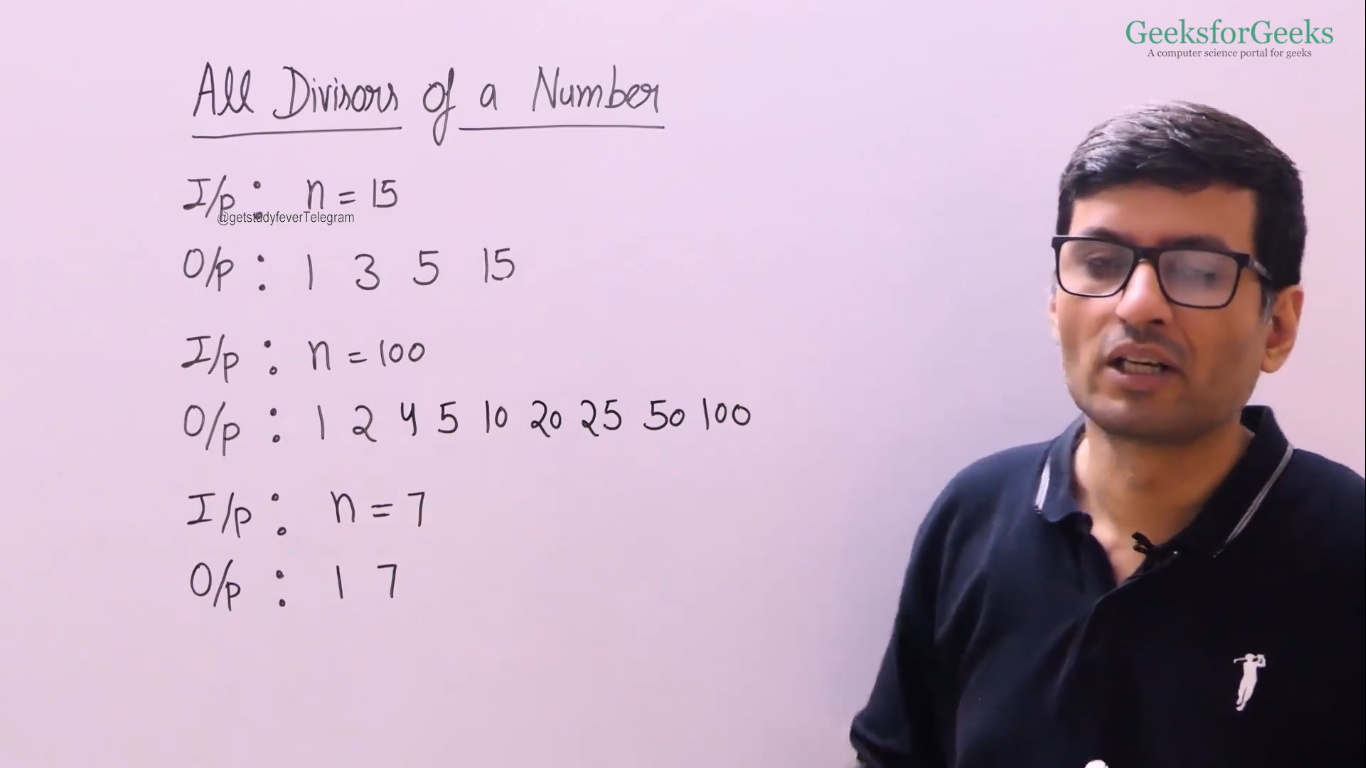 GeeksforGeeks
A computer science portal for geeks
All Divisors of a Number
I/p : n = 15
@getstudyfeverTelegram
O/p : 1 3 5 15
I/p : n = 100
O/p : 1 2 4 5 10 20 25 50 100
I/p : n = 7
O/p : 1 7